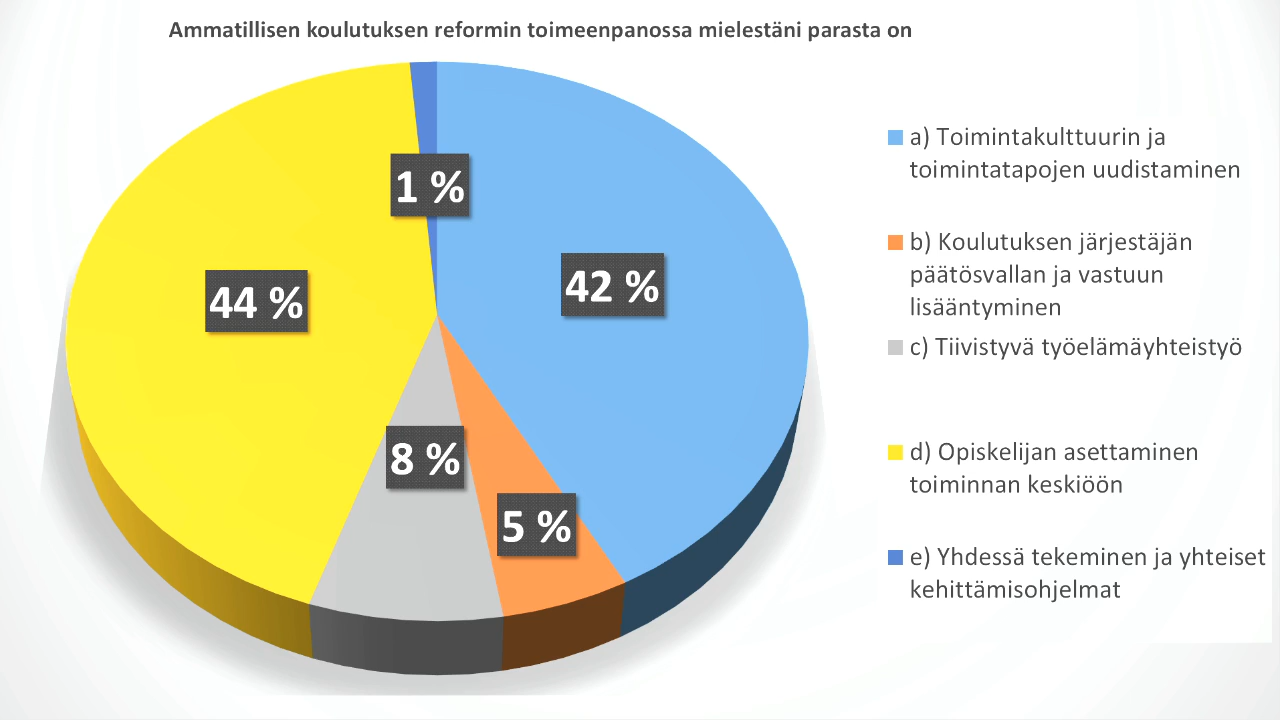 Ammatillisen koulutuksen reformin toimeenpanossa mielestäni parasta on
1 %
42 %
44 %
8 %
5 %
a) Toimintakulttuurin ja
toimintatapojen uudistaminen
b) Koulutuksen järjestäjän
päätösvallan ja vastuun
lisääntyminen
c) Tiivistyvä työelämäyhteistyö
d) Opiskelijan asettaminen
toiminnan keskiöön
e) Yhdessä tekeminen ja yhteiset
kehittämisohjelmat